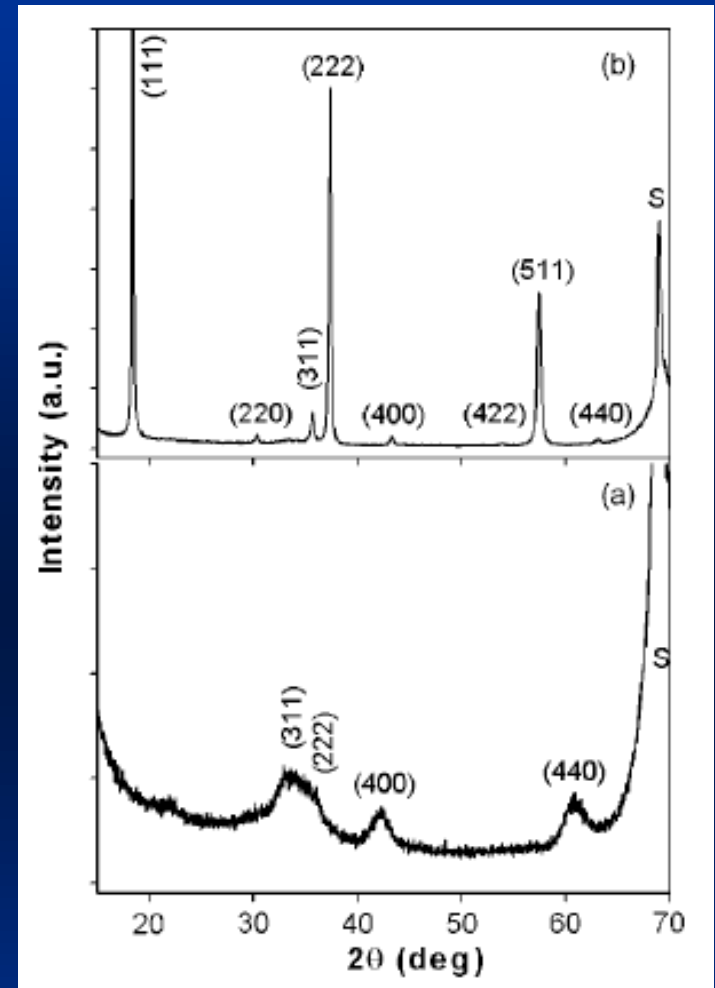 (b)
(111)
(222)
S
(511)
(311)
(220)
(400)
(422)
(440)
Intensity (a.u.)
(a)
S
(311)
(222)
(400)
(440)
20 30 40 50 60 70
2θ (deg)